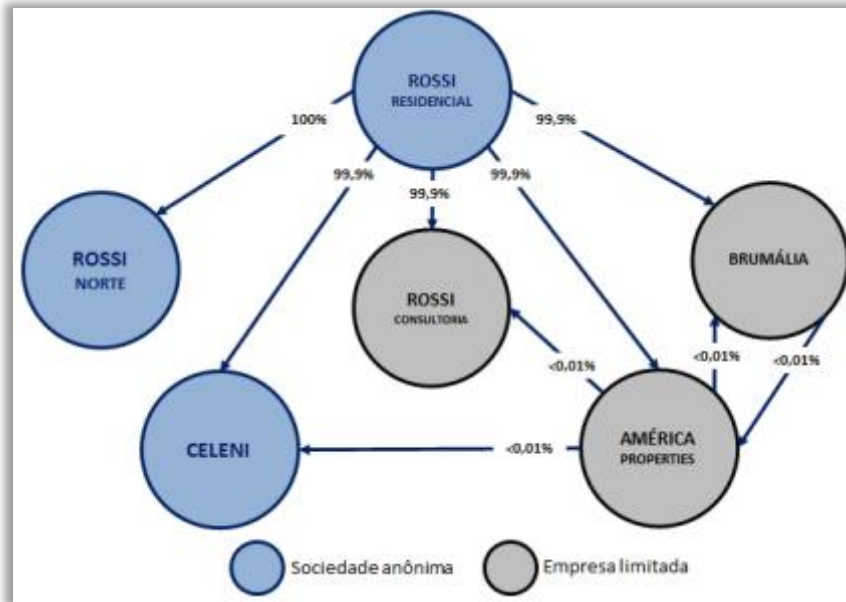 ROSSI
RESIDENCIAL
100%
99,9%
99,9%
99,9%
99,9%
ROSSI
NORTE
BRUMÁLIA
ROSSI
CONSULTORIA
<0,01%
<0,01%
<0,01%
CELENI
<0,01%
AMÉRICA
PROPERTIES
Sociedade anônima
Empresa limitada